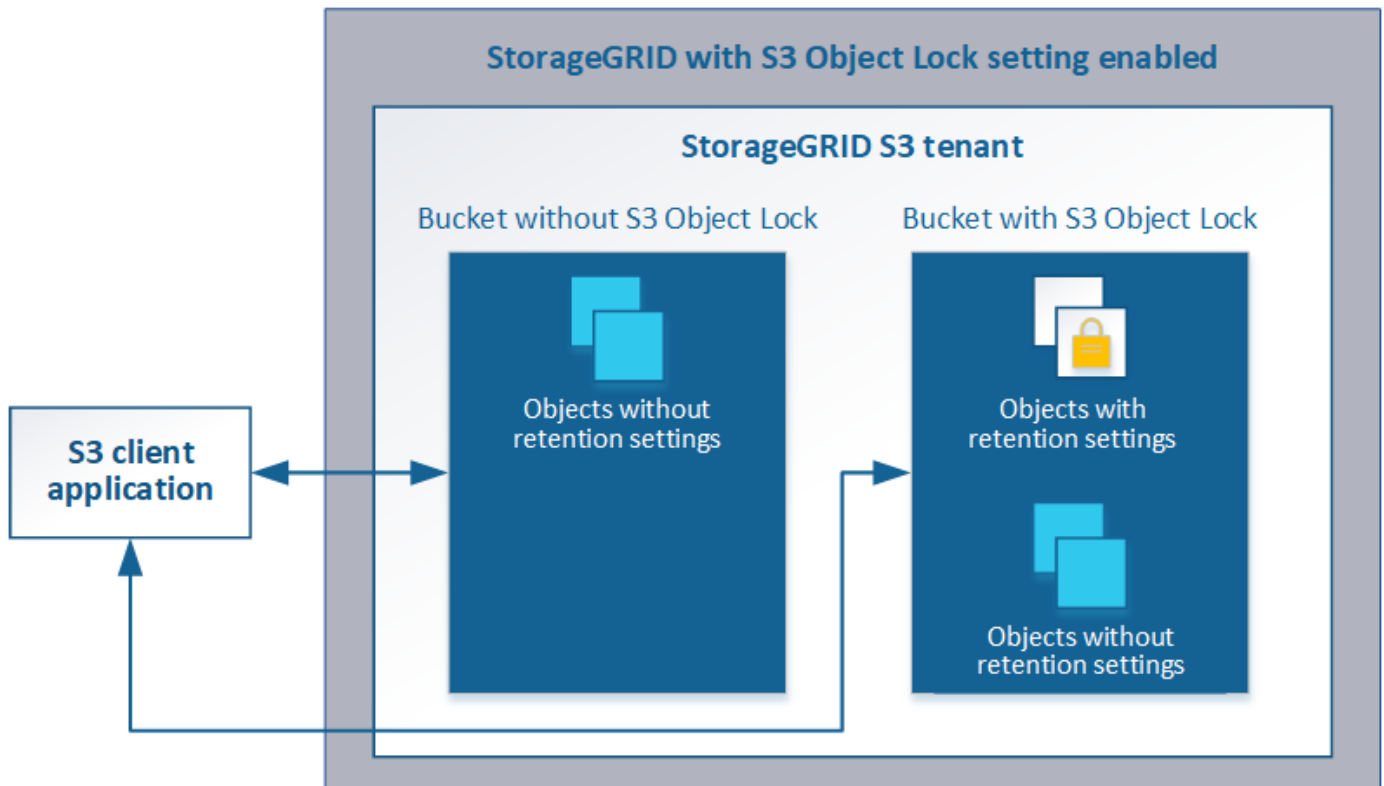 StorageGRID with S3 Object Lock setting enabled
StorageGRID S3 tenant
Bucket without S3 Object Lock
Bucket with S3 Object Lock
Objects without
retention settings
Objects with
retention settings
Objects without
retention settings
S3 client
application